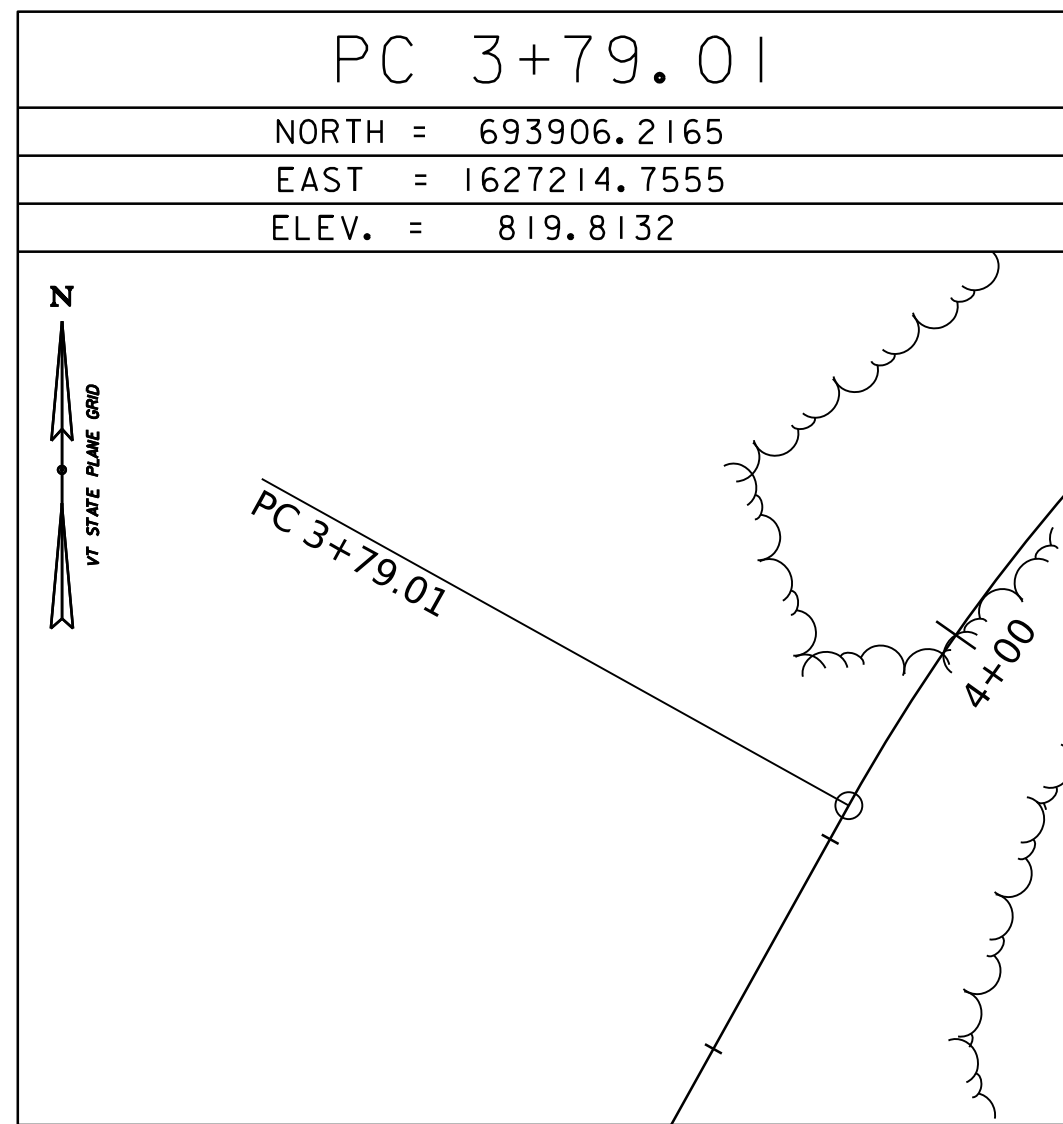 PC 3+79.01
NORTH = 693906.2165
EAST = 1627214.7555
ELEV. = 819.8132
N
VT STATE PLANE GRID
PC 3+79.01
4+00